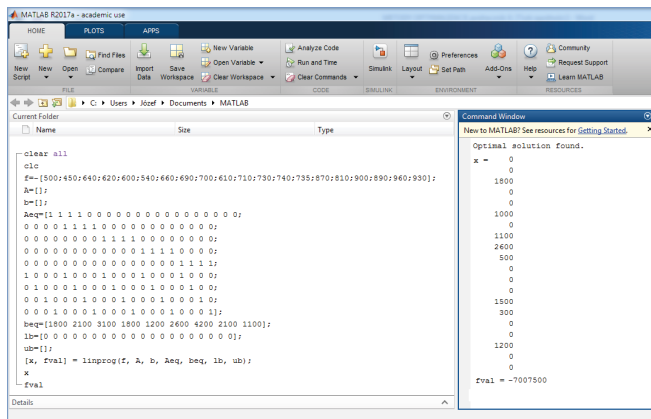 MATLAB R2017a - academic use
HOME PLOTS APPS
New Script
New
Open
Find Files
Compare
Import Data
Save Workspace
New Variable
Open Variable
Clear Workspace
Analyze Code
Run and Time
Clear Commands
Simulink
Layout
Preferences
Set Path
Add-Ons
Help
Community
Request Support
Learn MATLAB
FILE VARIABLE CODE SIMULINK ENVIRONMENT RESOURCES
C: Users Józef Documents MATLAB
Current Folder
Name Size Type
clear all
clc
f=-[500;450;640;620;600;540;660;690;700;610;710;730;740;735;870;810;900;890;960;930];
A=[];
b=[];
Aeq=[1 1 1 1 0 0 0 0 0 0 0 0 0 0 0 0 0 0 0 0;
0 0 0 0 1 1 1 1 0 0 0 0 0 0 0 0 0 0 0 0;
0 0 0 0 0 0 0 0 1 1 1 1 0 0 0 0 0 0 0 0;
0 0 0 0 0 0 0 0 0 0 0 0 1 1 1 1 0 0 0 0;
0 0 0 0 0 0 0 0 0 0 0 0 0 0 0 0 1 1 1 1;
1 0 0 0 1 0 0 0 1 0 0 0 1 0 0 0 1 0 0 0;
0 1 0 0 0 1 0 0 0 1 0 0 0 1 0 0 0 1 0 0;
0 0 1 0 0 0 1 0 0 0 1 0 0 0 1 0 0 0 1 0;
0 0 0 1 0 0 0 1 0 0 0 1 0 0 0 1 0 0 0 1];
beq=[1800 2100 3100 1800 1200 2600 4200 2100 1100];
lb=[0 0 0 0 0 0 0 0 0 0 0 0 0 0 0 0 0 0 0 0];
ub=[];
[x, fval] = linprog(f, A, b, Aeq, beq, lb, ub);
x
fval
Details
Command Window
New to MATLAB? See resources for Getting Started.
Optimal solution found.
x = 0
0
1800
0
0
1000
0
1100
2600
500
0
0
0
1500
300
0
0
1200
0
0
fval = -7007500